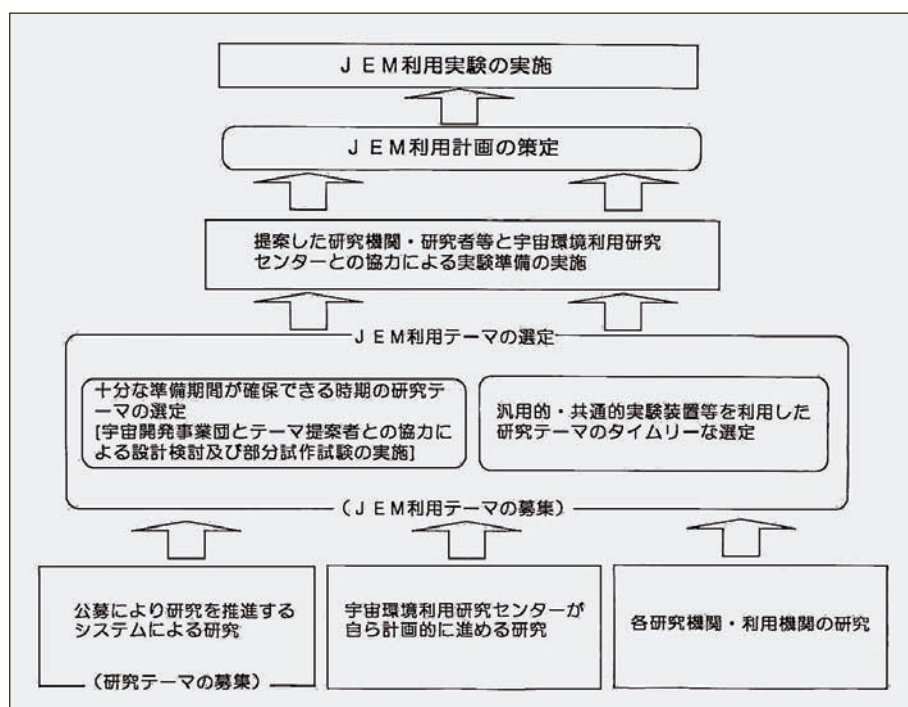 JEM利用実験の実施
JEM利用計画の策定
提案した研究機関・研究者等と宇宙環境利用研究
センターとの協力による実験準備の実施
JEM利用テーマの選定
十分な準備期間が確保できる時期の研究テ
ーマの選定
[宇宙開発事業団とテーマ提案者との協力に
よる設計検討及び部分試作試験の実施]
汎用的・共通的実験装置等を利用した
研究テーマのタイムリーな選定
(JEM利用テーマの募集)
公募により研究を推進する
システムによる研究
(研究テーマの募集)
宇宙環境利用研究センターが
自ら計画的に進める研究
各研究機関・利用機関の研究